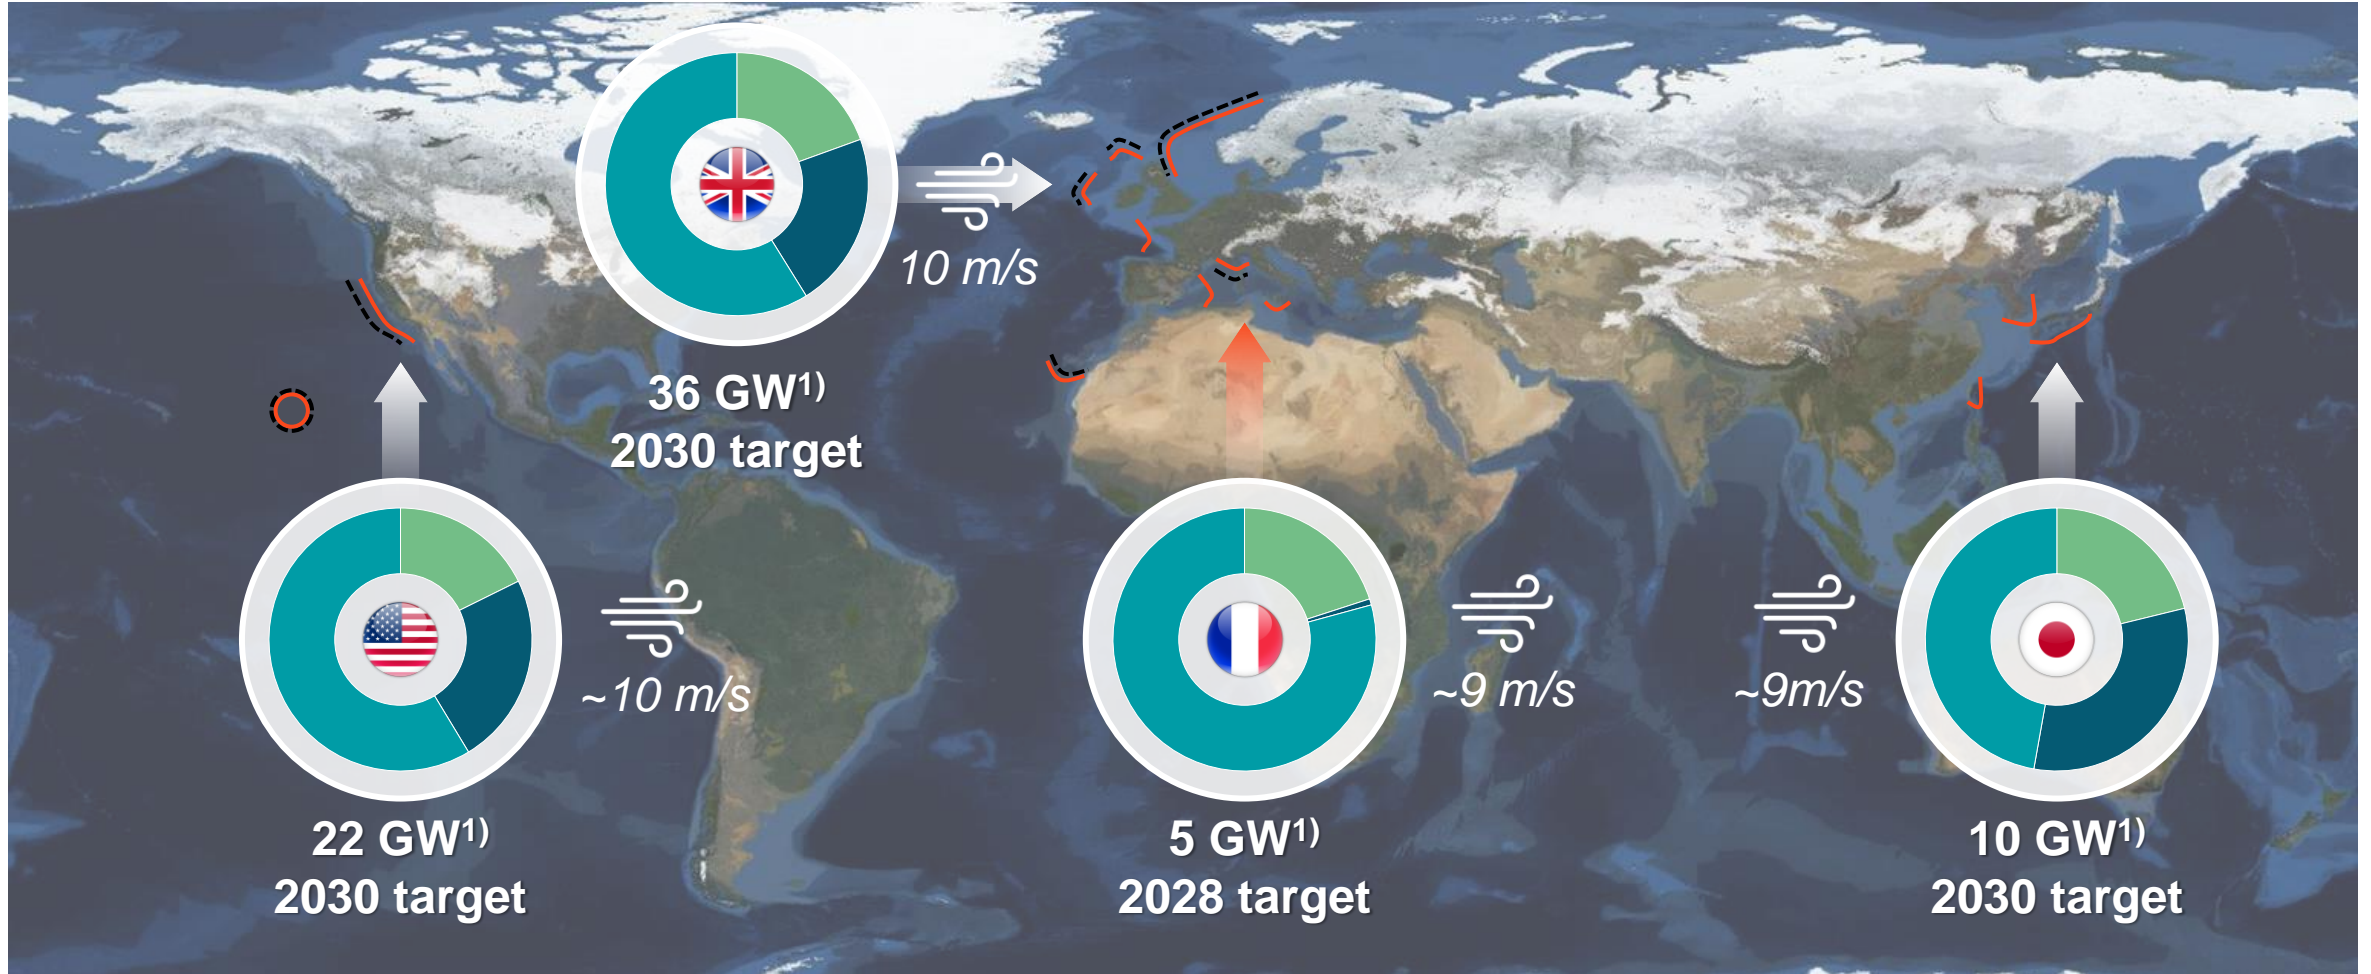 10 m/s
36 GW1)
2030 target
~10 m/s
~9 m/s
~9m/s
22 GW1)
2030 target
5 GW1)
2028 target
10 GW1)
2030 target